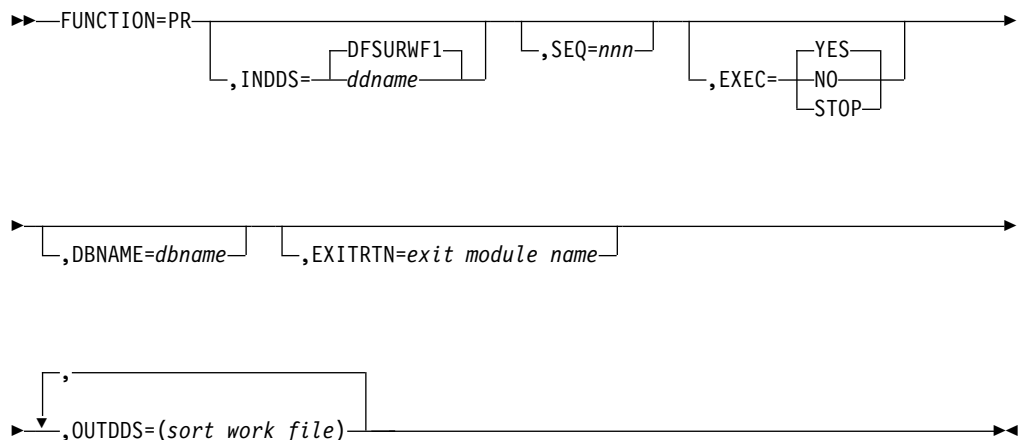 FUNCTION=PR
,INDDS= DFSURWF1
ddname
,SEQ=nnn
,EXEC= YES
NO
STOP
,DBNAME=dbname
,EXITRTN=exit module name
,
,OUTDDS=(sort work file)